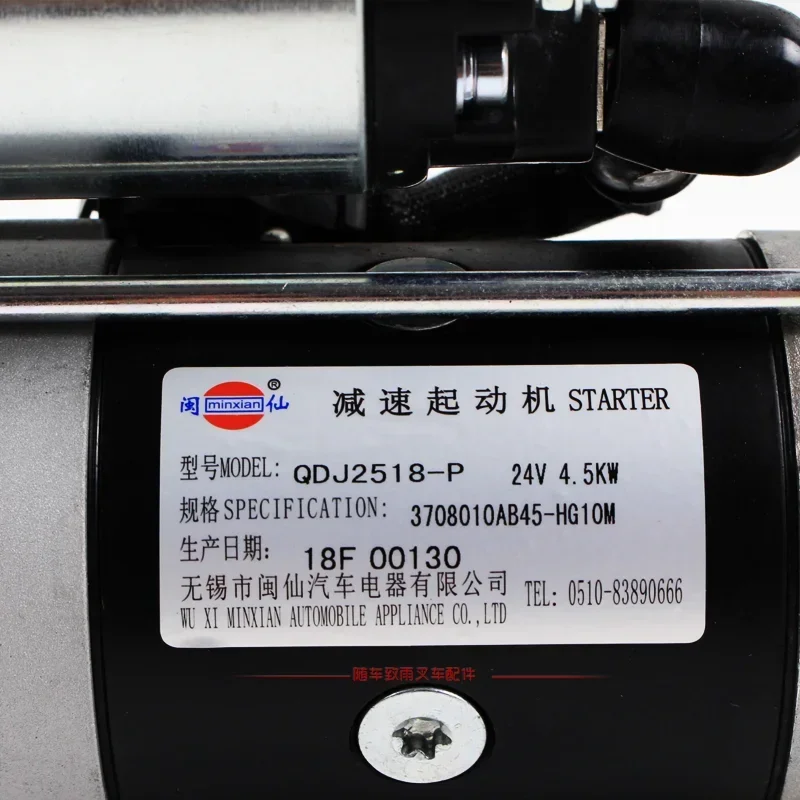 闽 minxian 仙 ® 减速起动机 STARTER
型号MODEL: QDJ2518-P 24V 4.5KW
规格SPECIFICATION: 3708010AB45-HG10M
生产日期: 18F 00130
无锡市闽仙汽车电器有限公司 TEL: 0510-83890666
WU XI MINXIAN AUTOMOBILE APPLIANCE CO.,LTD
随车致雨叉车配件